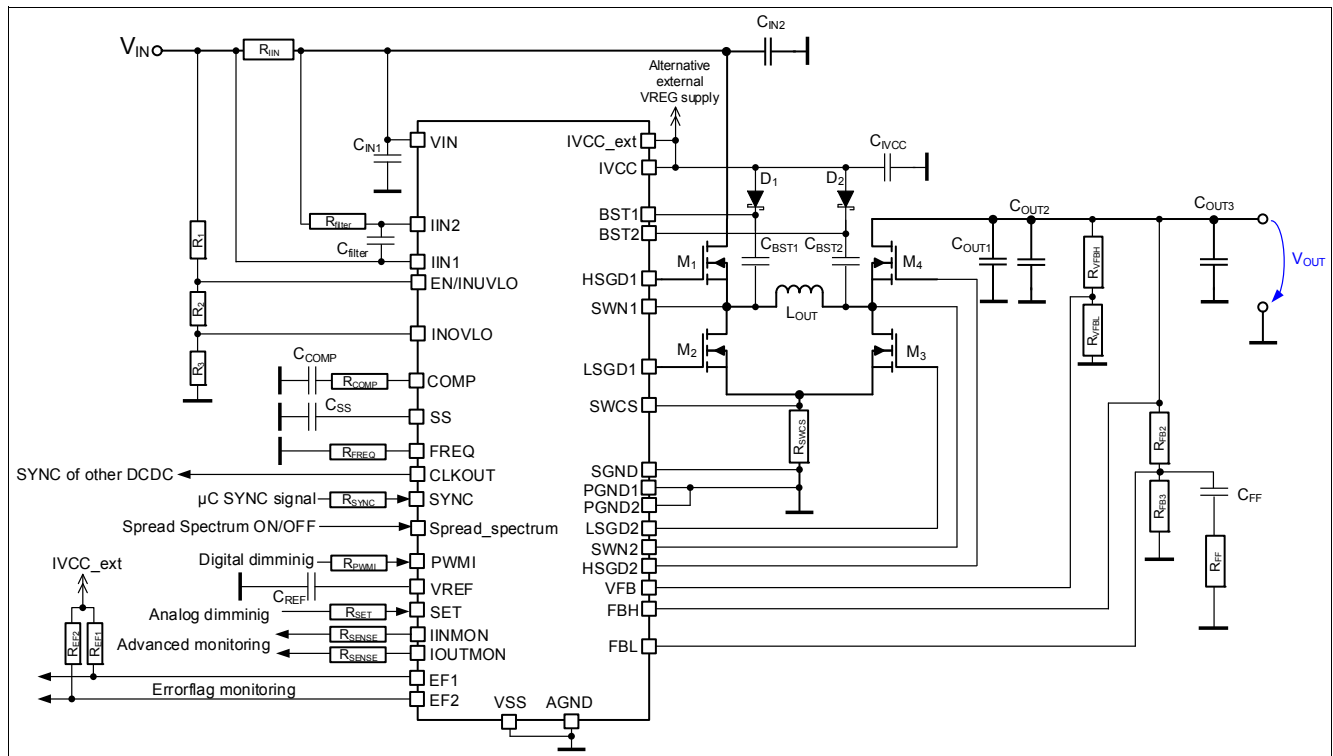 C_IN2
V_IN
R_IIN
Alternative
external
VREG supply
C_IN1
VIN
IVCC_ext
IVCC
C_IVCC
D_1
D_2
BST1
BST2
C_BST1
C_BST2
R_filter
C_filter
IIN2
IIN1
EN/INUVLO
INOVLO
R_1
R_2
R_3
M_1
M_4
HSGD1
SWN1
L_OUT
M_2
M_3
LSGD1
C_OUT1
C_OUT2
C_OUT3
R_VFBH
R_VFBL
V_OUT
C_COMP
R_COMP
COMP
C_SS
SS
R_FREQ
FREQ
SWCS
R_SWCS
SGND
PGND1
PGND2
LSGD2
SWN2
HSGD2
VFB
FBH
FBL
R_FB2
R_FB3
C_FF
R_FF
SYNC of other DCDC
CLKOUT
µC SYNC signal
R_SYNC
SYNC
Spread Spectrum ON/OFF
Spread_spectrum
Digital dimminig
R_PWMI
PWMI
IVCC_ext
C_REF
VREF
Analog dimminig
R_SET
SET
R_SENSE
IINMON
Advanced monitoring
R_SENSE
IOUTMON
R_EF2
R_EF1
EF1
Errorflag monitoring
EF2
VSS
AGND